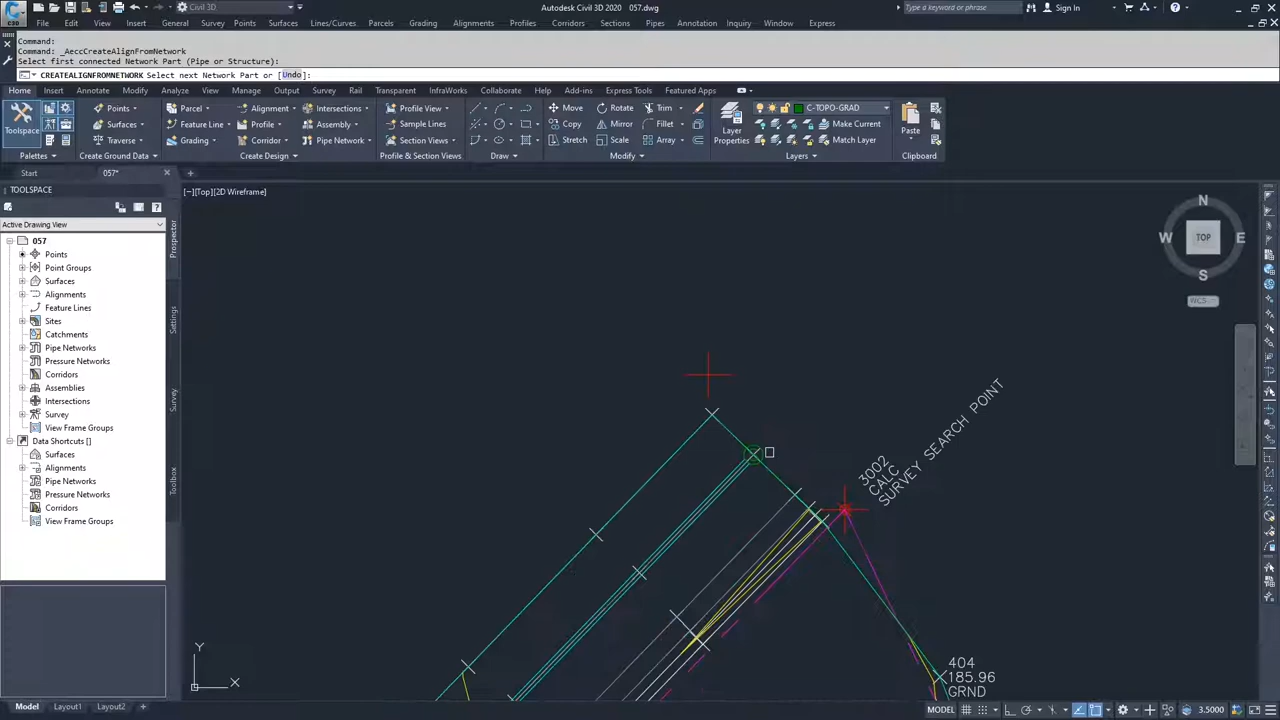 C3D
Civil 3D
Autodesk Civil 3D 2020 057.dwg
Type a keyword or phrase
Sign In
File Edit View Insert General Survey Points Surfaces Lines/Curves Parcels Grading Alignments Profiles Corridors Sections Pipes Annotation Inquiry Window Express
Command:
Command: _AeccCreateAlignFromNetwork
Select first connected Network Part (Pipe or Structure):
CREATEALIGNFROMNETWORK Select next Network Part or [Undo]:
Home Insert Annotate Modify Analyze View Manage Output Survey Rail Transparent InfraWorks Collaborate Help Add-ins Express Tools Featured Apps
Points Parcel Alignment Intersections Profile View Move Rotate Trim C-TOPO-GRAD
Toolspace Surfaces Feature Line Profile Assembly Sample Lines Copy Mirror Fillet Layer Properties Make Current Paste
Traverse Grading Corridor Pipe Network Section Views Stretch Scale Array Match Layer
Palettes Create Ground Data Create Design Profile & Section Views Draw Modify Layers Clipboard
Start 057*
TOOLSPACE
[−][Top][2D Wireframe]
Active Drawing View
057
Points
Point Groups
Surfaces
Alignments
Feature Lines
Sites
Catchments
Pipe Networks
Pressure Networks
Corridors
Assemblies
Intersections
Survey
View Frame Groups
Data Shortcuts []
Surfaces
Alignments
Pipe Networks
Pressure Networks
Corridors
View Frame Groups
Prospector
Settings
Survey
Toolbox
N
W TOP E
S
WCS
3002
CALC
SURVEY SEARCH POINT
404
185.96
GRND
Y
X
Model Layout1 Layout2
MODEL 3.5000